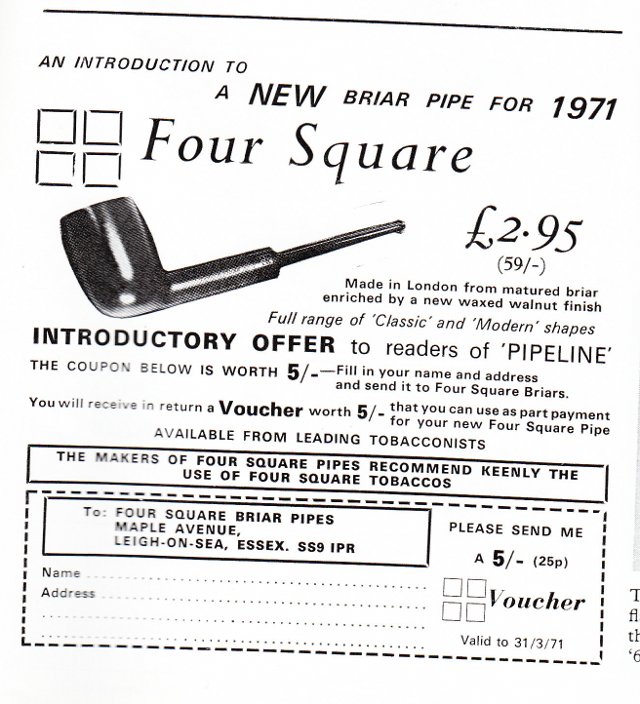 AN INTRODUCTION TO
A NEW BRIAR PIPE FOR 1971
Four Square
£2·95
(59/-)
Made in London from matured briar
enriched by a new waxed walnut finish
Full range of 'Classic' and 'Modern' shapes
INTRODUCTORY OFFER to readers of 'PIPELINE'
THE COUPON BELOW IS WORTH 5/-—Fill in your name and address
and send it to Four Square Briars.
You will receive in return a Voucher worth 5/- that you can use as part payment
for your new Four Square Pipe
AVAILABLE FROM LEADING TOBACCONISTS
THE MAKERS OF FOUR SQUARE PIPES RECOMMEND KEENLY THE
USE OF FOUR SQUARE TOBACCOS
To: FOUR SQUARE BRIAR PIPES
MAPLE AVENUE,
LEIGH-ON-SEA, ESSEX. SS9 IPR
PLEASE SEND ME
A 5/- (25p)
Voucher
Valid to 31/3/71
Name
Address